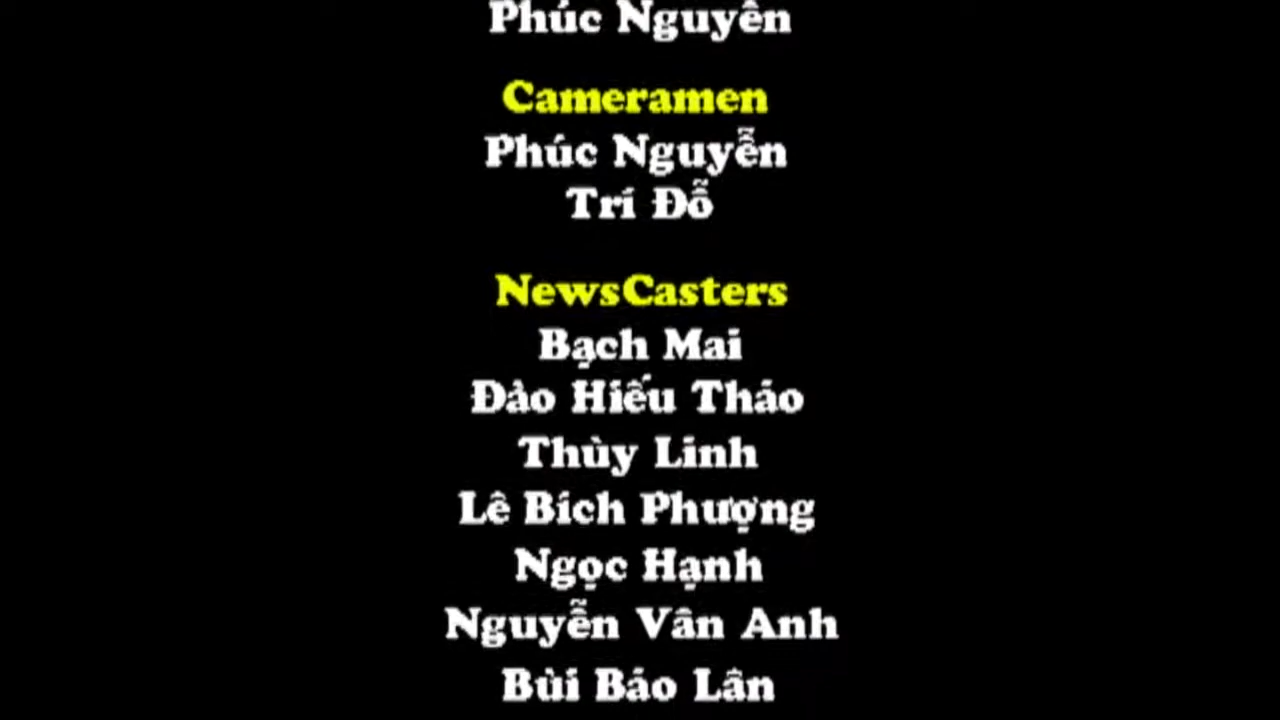 Phúc Nguyễn
Cameramen
Phúc Nguyễn
Trí Đỗ
NewsCasters
Bạch Mai
Đào Hiếu Thảo
Thùy Linh
Lê Bích Phượng
Ngọc Hạnh
Nguyễn Vân Anh
Bùi Bảo Lân